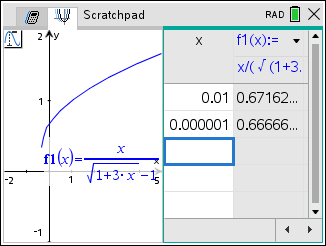 Scratchpad
RAD
y
2
1
-2
-1
5
x
1
f1(x)=x/(√(1+3·x)-1)
x
f1(x):=
x/(√(1+3.
0.01
0.67162...
0.000001
0.66666...